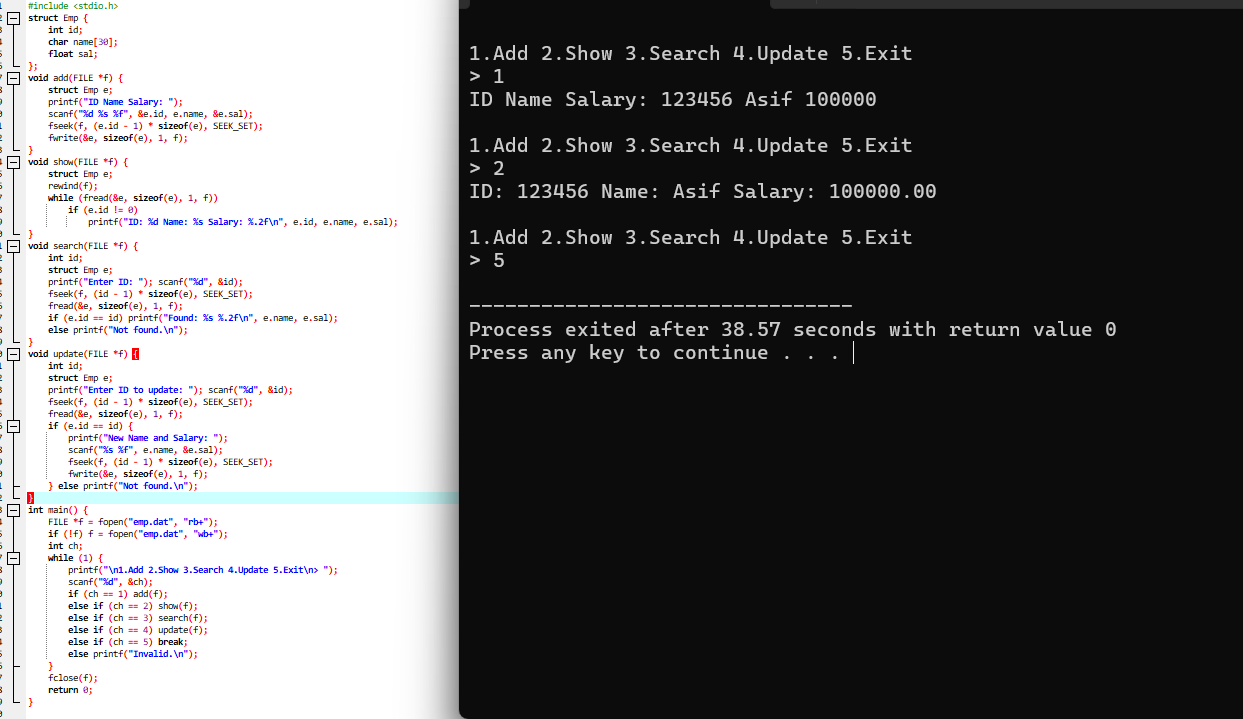 #include <stdio.h>
struct Emp {
int id;
char name[30];
float sal;
};
void add(FILE *f) {
struct Emp e;
printf("ID Name Salary: ");
scanf("%d %s %f", &e.id, e.name, &e.sal);
fseek(f, (e.id - 1) * sizeof(e), SEEK_SET);
fwrite(&e, sizeof(e), 1, f);
}
void show(FILE *f) {
struct Emp e;
rewind(f);
while (fread(&e, sizeof(e), 1, f))
if (e.id != 0)
printf("ID: %d Name: %s Salary: %.2f\n", e.id, e.name, e.sal);
}
void search(FILE *f) {
int id;
struct Emp e;
printf("Enter ID: "); scanf("%d", &id);
fseek(f, (id - 1) * sizeof(e), SEEK_SET);
fread(&e, sizeof(e), 1, f);
if (e.id == id) printf("Found: %s %.2f\n", e.name, e.sal);
else printf("Not found.\n");
}
void update(FILE *f) {
int id;
struct Emp e;
printf("Enter ID to update: "); scanf("%d", &id);
fseek(f, (id - 1) * sizeof(e), SEEK_SET);
fread(&e, sizeof(e), 1, f);
if (e.id == id) {
printf("New Name and Salary: ");
scanf("%s %f", e.name, &e.sal);
fseek(f, (id - 1) * sizeof(e), SEEK_SET);
fwrite(&e, sizeof(e), 1, f);
} else printf("Not found.\n");
}
int main() {
FILE *f = fopen("emp.dat", "rb+");
if (!f) f = fopen("emp.dat", "wb+");
int ch;
while (1) {
printf("\n1.Add 2.Show 3.Search 4.Update 5.Exit\n> ");
scanf("%d", &ch);
if (ch == 1) add(f);
else if (ch == 2) show(f);
else if (ch == 3) search(f);
else if (ch == 4) update(f);
else if (ch == 5) break;
else printf("Invalid.\n");
}
fclose(f);
return 0;
}
1.Add 2.Show 3.Search 4.Update 5.Exit
> 1
ID Name Salary: 123456 Asif 100000
1.Add 2.Show 3.Search 4.Update 5.Exit
> 2
ID: 123456 Name: Asif Salary: 100000.00
1.Add 2.Show 3.Search 4.Update 5.Exit
> 5
--------------------------------
Process exited after 38.57 seconds with return value 0
Press any key to continue . . .